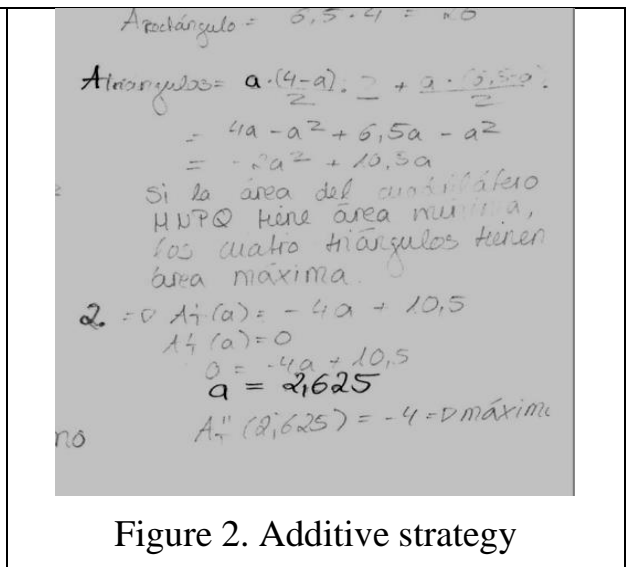 Arectángulo = 6,5 · 4 = 26
Atriángulos = a·(4-a)/2 · 2 + a·(6,5-a)/2 ·
= 4a - a² + 6,5a - a²
= -2a² + 10,5a
Si la área del cuadrilátero
MNPQ tiene área mínima,
los cuatro triángulos tienen
área máxima.
2. => A'T(a) = -4a + 10,5
A'T(a) = 0
0 = -4a + 10,5
a = 2,625
A''T(2,625) = -4 => máximo
no
Figure 2. Additive strategy